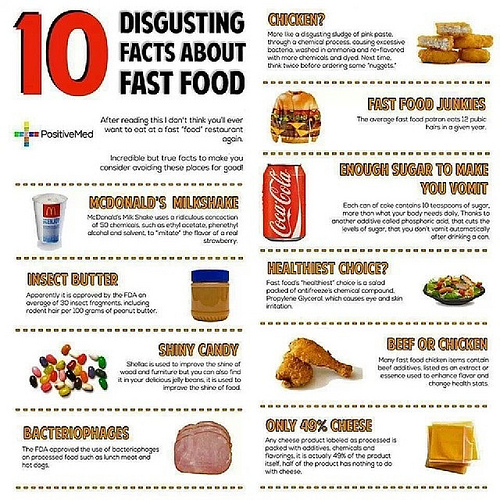 10 DISGUSTING
FACTS ABOUT
FAST FOOD
PositiveMed
After reading this I don't think you'll ever
want to eat at a fast "food" restaurant
again.
Incredible but true facts to make you
consider avoiding these places for good!
MCDONALD'S MILKSHAKE
McDonald's Milk Shake uses a ridiculous concoction
of 50 chemicals, such as ethyl acetate, phenethyl
alcohol and solvent, to "imitate" the flavor of a real
strawberry.
INSECT BUTTER
Apparently it is approved by the FDA an
average of 30 insect fragments, including
rodent hair per 100 grams of peanut butter.
SHINY CANDY
Shellac is used to improve the shine of
wood and furniture but you can also find
it in your delicious jelly beans, it is used to
improve the shine of food.
BACTERIOPHAGES
The FDA approved the use of bacteriophages
on processed food such as lunch meat and
hot dogs.
CHICKEN?
More like a disgusting sludge of pink paste,
through a chemical process, causing excessive
bacteria, washed in ammonia and re-flavored
with more chemicals and dyed. Next time,
think twice before ordering some "nuggets."
FAST FOOD JUNKIES
The average fast food patron eats 12 pubic
hairs in a given year.
Coca-Cola
ENOUGH SUGAR TO MAKE
YOU VOMIT
Each can of coke contains 10 teaspoons of sugar,
more than what your body needs daily. Thanks to
another additive called phosphoric acid, that cuts the
levels of sugar, that you don't vomit automatically
after drinking a can.
HEALTHIEST CHOICE?
Fast food's "healthiest" choice is a salad
packed of antifreeze's chemical compound,
Propylene Glycerol, which causes eye and skin
irritation.
BEEF OR CHICKEN
Many fast food chicken items contain
beef additives, listed as an extract or
essence used to enhance flavor and
change health stats.
ONLY 49% CHEESE
Any cheese product labeled as processed is
packed with additives, chemicals and
flavorings, it is actually 49% of the product
itself, half of the product has nothing to do
with cheese.